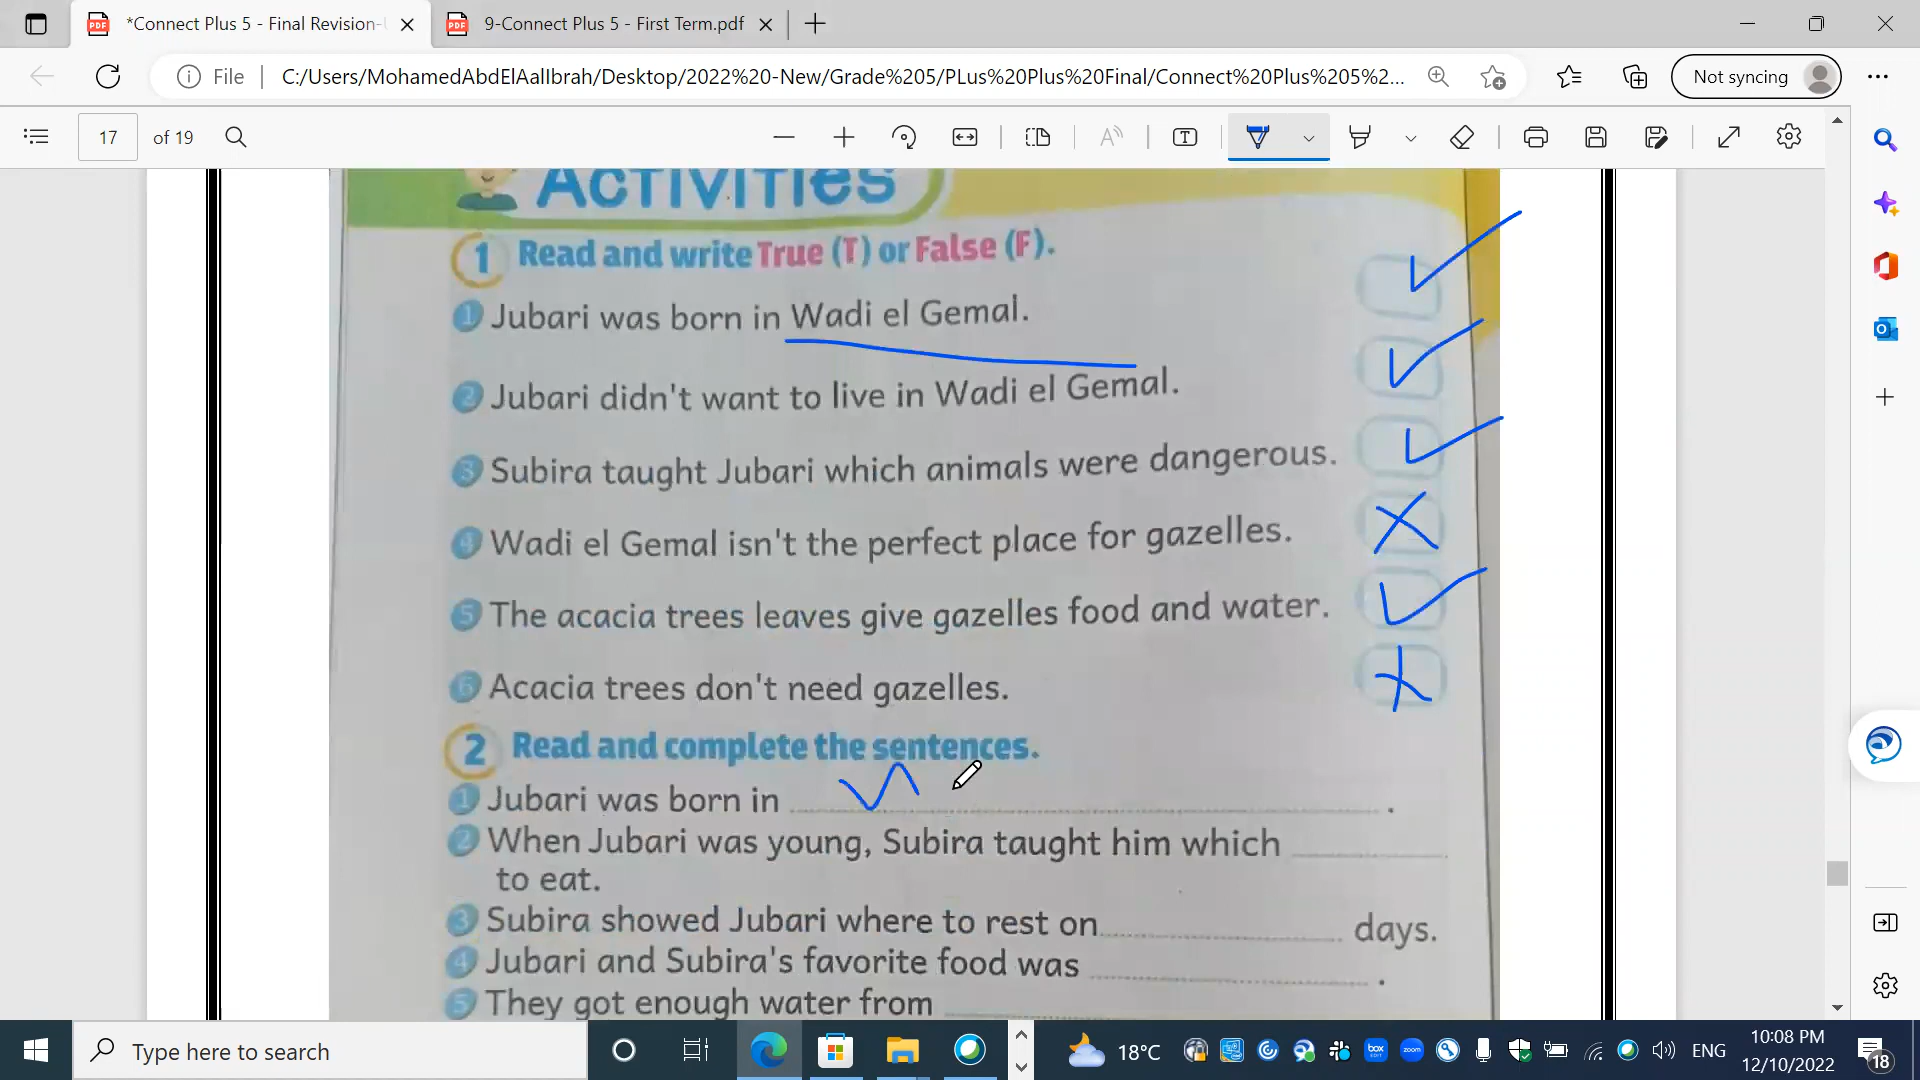 *Connect Plus 5 - Final Revision-
9-Connect Plus 5 - First Term.pdf
File
C:/Users/MohamedAbdElAalIbrah/Desktop/2022%20-New/Grade%205/PLus%20Plus%20Final/Connect%20Plus%205%2...
Not syncing
17 of 19
ACTIVITIES
1 Read and write True (T) or False (F).
1 Jubari was born in Wadi el Gemal.
2 Jubari didn't want to live in Wadi el Gemal.
3 Subira taught Jubari which animals were dangerous.
4 Wadi el Gemal isn't the perfect place for gazelles.
5 The acacia trees leaves give gazelles food and water.
6 Acacia trees don't need gazelles.
2 Read and complete the sentences.
1 Jubari was born in .
2 When Jubari was young, Subira taught him which
to eat.
3 Subira showed Jubari where to rest on days.
4 Jubari and Subira's favorite food was .
5 They got enough water from
Type here to search
18°C
ENG
10:08 PM
12/10/2022
18